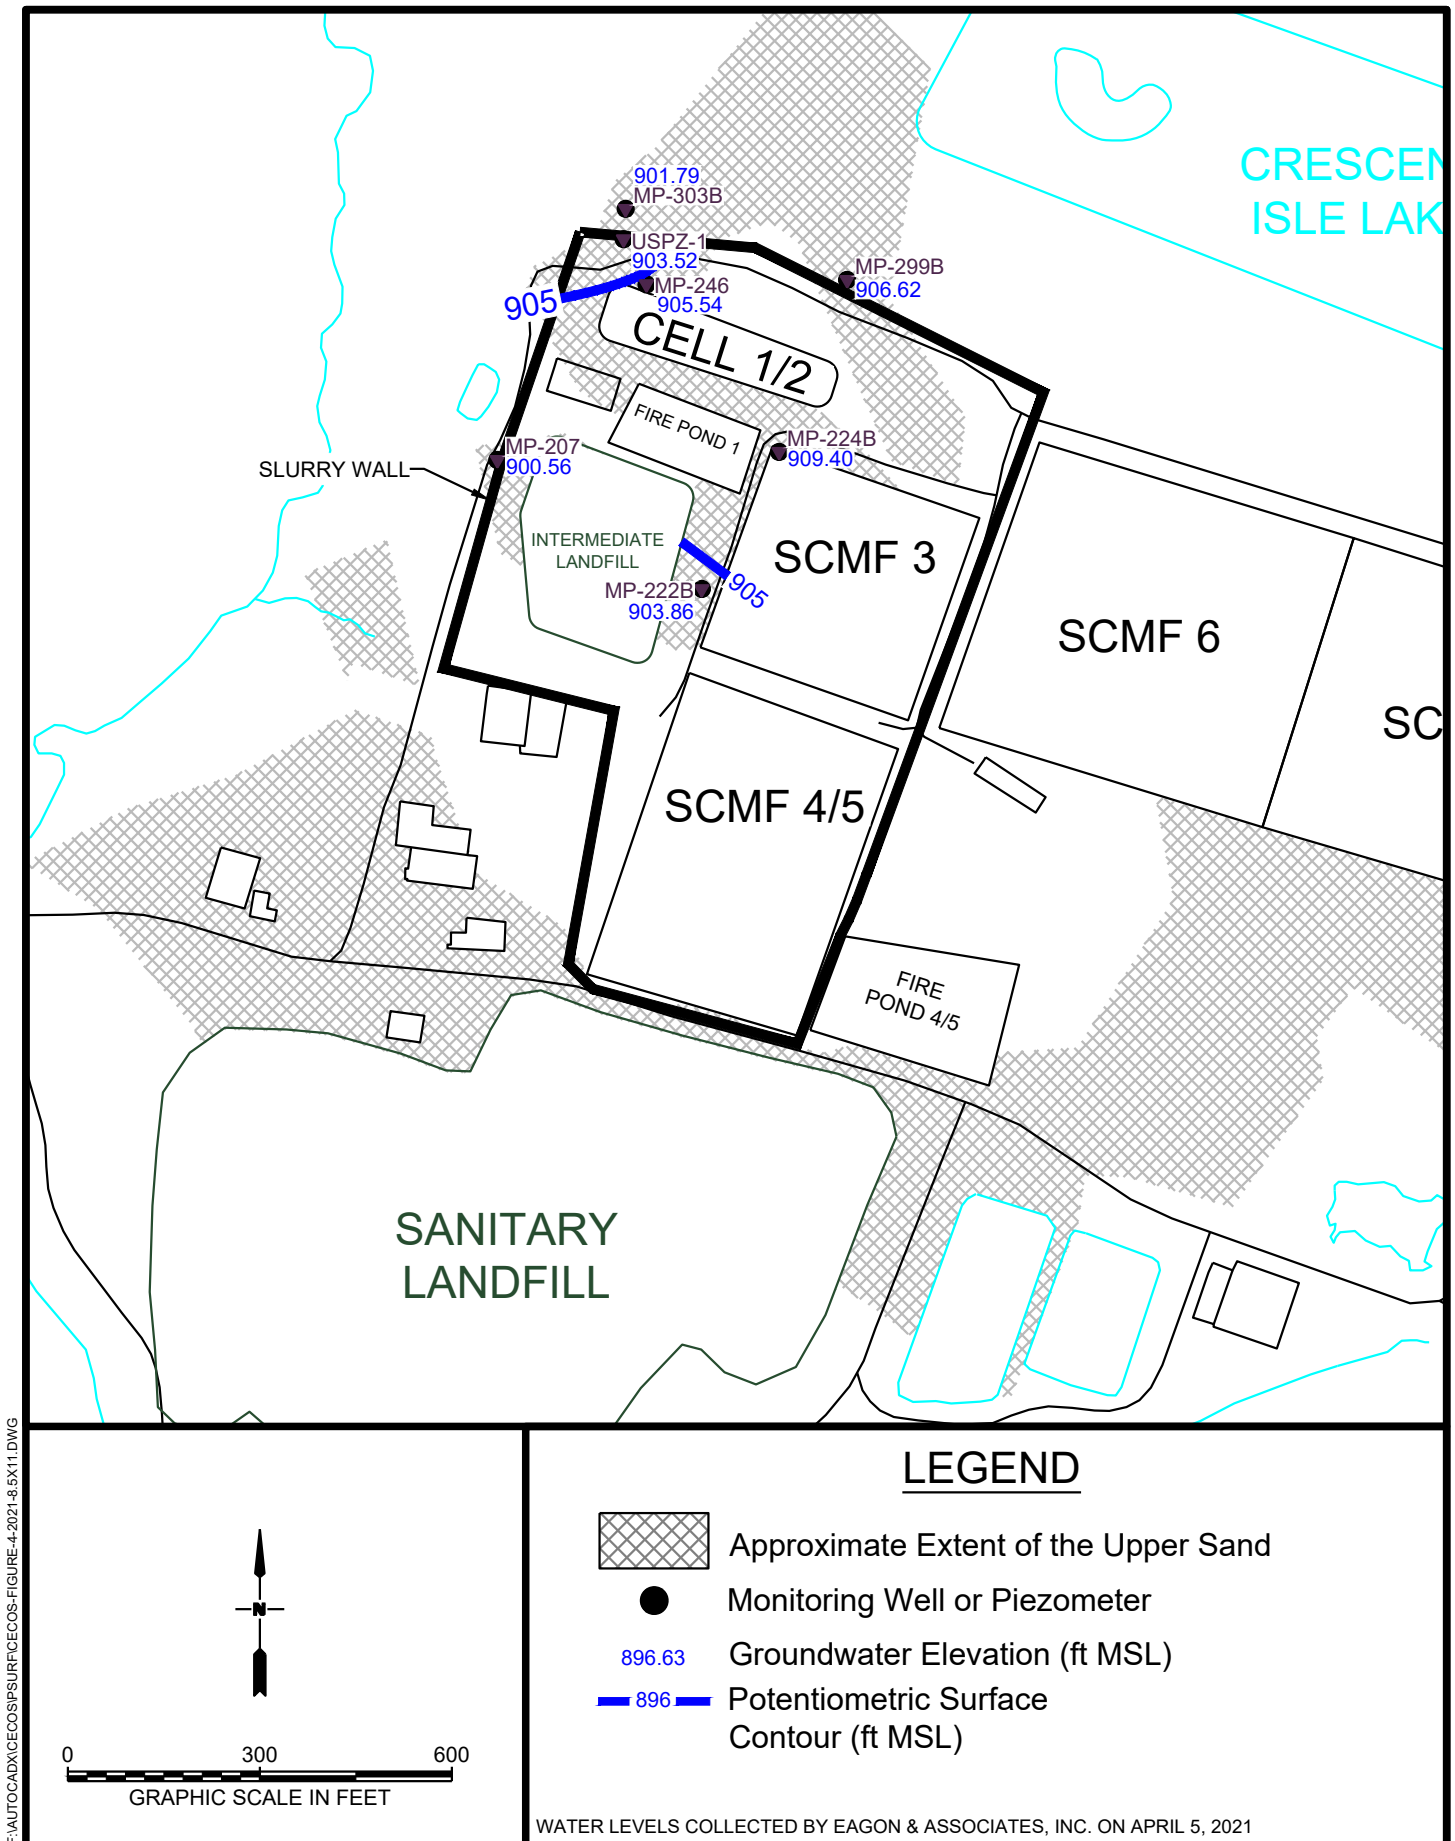 CRESCEN
ISLE LAK
901.79
MP-303B
USPZ-1
903.52
MP-246
905.54
905
MP-299B
906.62
CELL 1/2
FIRE POND 1
MP-224B
909.40
MP-207
900.56
SLURRY WALL
INTERMEDIATE
LANDFILL
SCMF 3
MP-222B
903.86
905
SCMF 6
SC
SCMF 4/5
FIRE
POND 4/5
SANITARY
LANDFILL
F:\AUTOCADX\CECOS\PSURF\CECOS-FIGURE-4-2021-8.5X11.DWG
N
0 300 600
GRAPHIC SCALE IN FEET
LEGEND
Approximate Extent of the Upper Sand
Monitoring Well or Piezometer
896.63 Groundwater Elevation (ft MSL)
896 Potentiometric Surface
Contour (ft MSL)
WATER LEVELS COLLECTED BY EAGON & ASSOCIATES, INC. ON APRIL 5, 2021